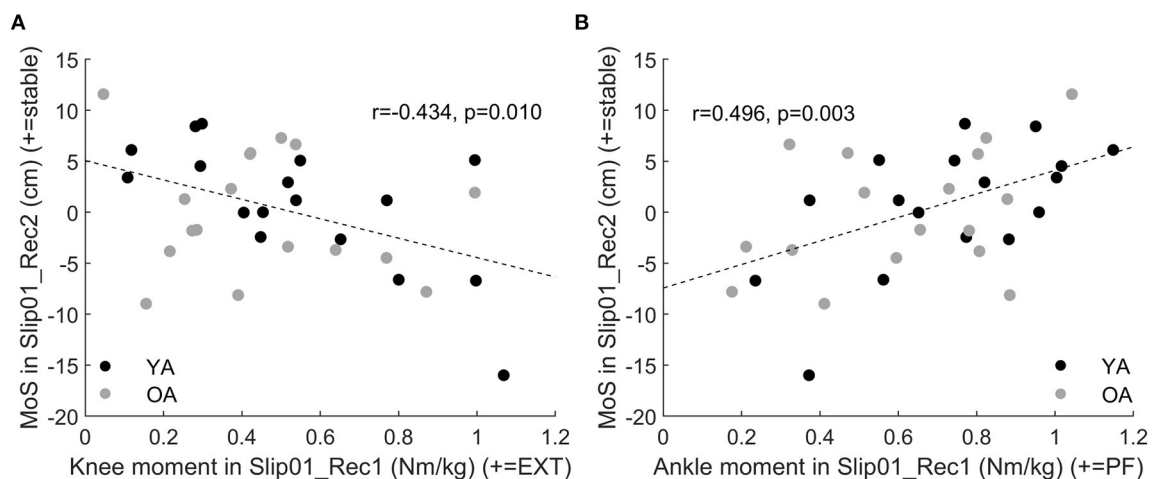 A
MoS in Slip01_Rec2 (cm) (+=stable)
15
10
5
0
-5
-10
-15
-20
r=-0.434, p=0.010
YA
OA
0 0.2 0.4 0.6 0.8 1 1.2
Knee moment in Slip01_Rec1 (Nm/kg) (+=EXT)
B
MoS in Slip01_Rec2 (cm) (+=stable)
15
10
5
0
-5
-10
-15
-20
r=0.496, p=0.003
YA
OA
0 0.2 0.4 0.6 0.8 1 1.2
Ankle moment in Slip01_Rec1 (Nm/kg) (+=PF)